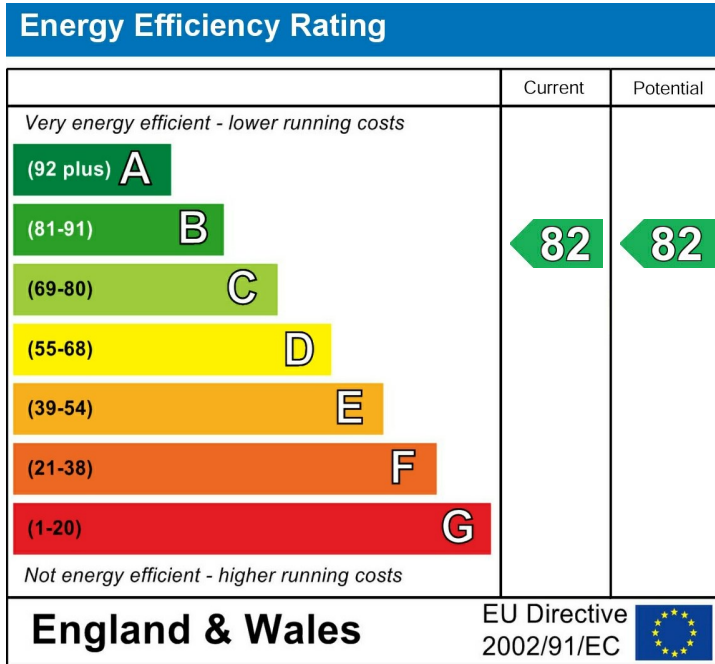 Energy Efficiency Rating
Current Potential
Very energy efficient - lower running costs
(92 plus) A
(81-91) B
82 82
(69-80) C
(55-68) D
(39-54) E
(21-38) F
(1-20) G
Not energy efficient - higher running costs
England & Wales
EU Directive
2002/91/EC